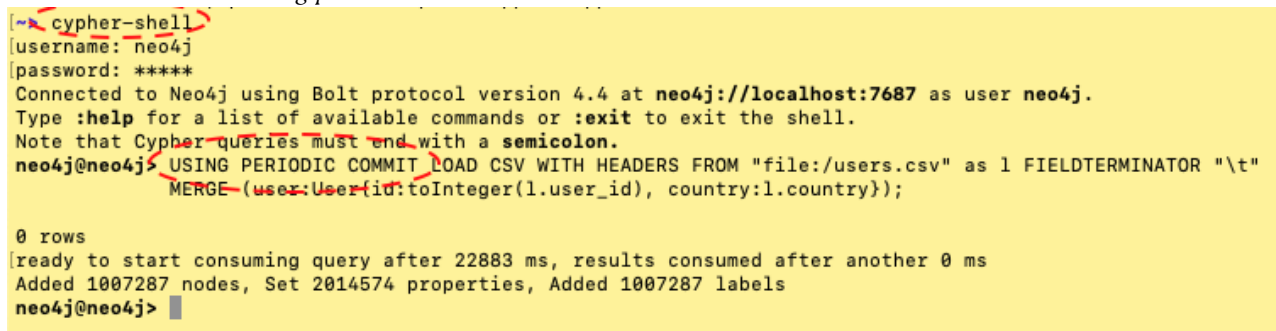 [~> cypher-shell
[username: neo4j
[password: *****
Connected to Neo4j using Bolt protocol version 4.4 at neo4j://localhost:7687 as user neo4j.
Type :help for a list of available commands or :exit to exit the shell.
Note that Cypher queries must end with a semicolon.
neo4j@neo4j> USING PERIODIC COMMIT LOAD CSV WITH HEADERS FROM "file:/users.csv" as l FIELDTERMINATOR "\t"
MERGE (user:User{id:toInteger(l.user_id), country:l.country});
0 rows
[ready to start consuming query after 22883 ms, results consumed after another 0 ms
Added 1007287 nodes, Set 2014574 properties, Added 1007287 labels
neo4j@neo4j>